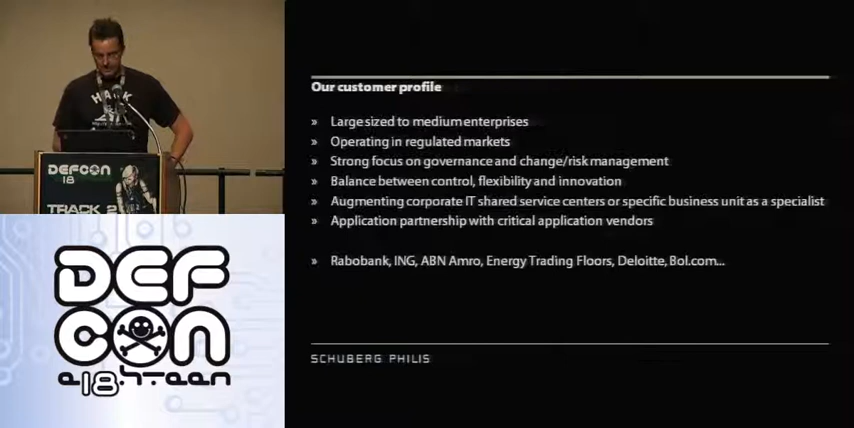 HACK
DEFCON
18
TRACK 2
DEF
CON
e18hteen
Our customer profile
» Large sized to medium enterprises
» Operating in regulated markets
» Strong focus on governance and change/risk management
» Balance between control, flexibility and innovation
» Augmenting corporate IT shared service centers or specific business unit as a specialist
» Application partnership with critical application vendors
» Rabobank, ING, ABN Amro, Energy Trading Floors, Deloitte, Bol.com...
SCHUBERG PHILIS